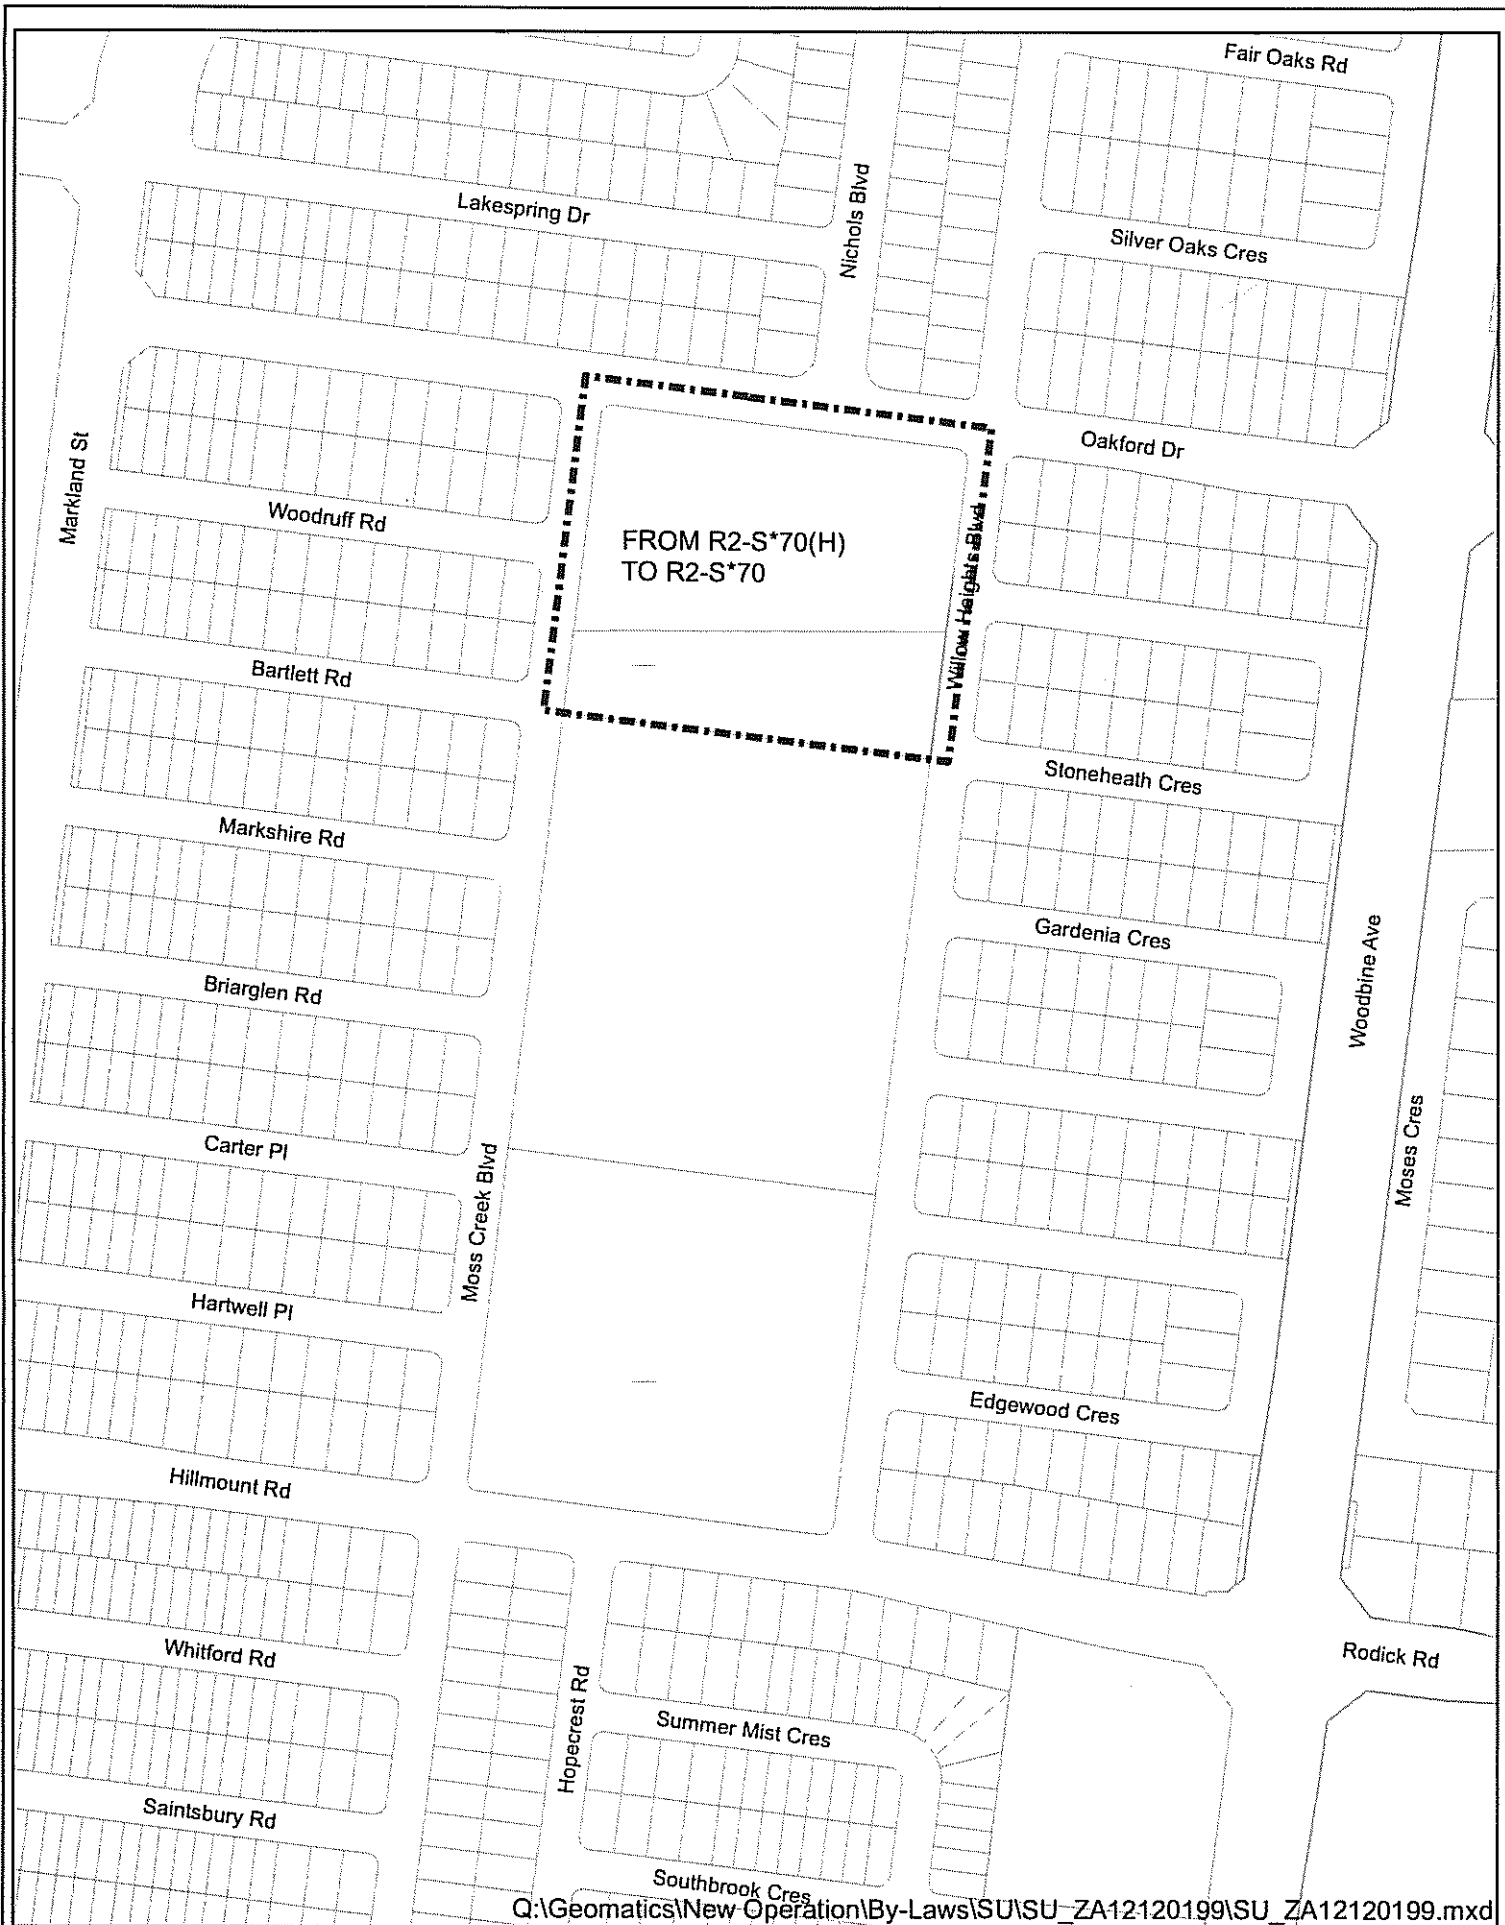 Fair Oaks Rd
Lakespring Dr
Nichols Blvd
Silver Oaks Cres
Markland St
Oakford Dr
Woodruff Rd
FROM R2-S*70(H)
TO R2-S*70
Willow Heights Blvd
Bartlett Rd
Stoneheath Cres
Markshire Rd
Gardenia Cres
Woodbine Ave
Briarglen Rd
Moses Cres
Carter Pl
Moss Creek Blvd
Hartwell Pl
Edgewood Cres
Hillmount Rd
Whitford Rd
Rodick Rd
Hopecrest Rd
Summer Mist Cres
Saintsbury Rd
Southbrook Cres
Q:\Geomatics\New Operation\By-Laws\SU\SU_ZA12120199\SU_ZA12120199.mxd